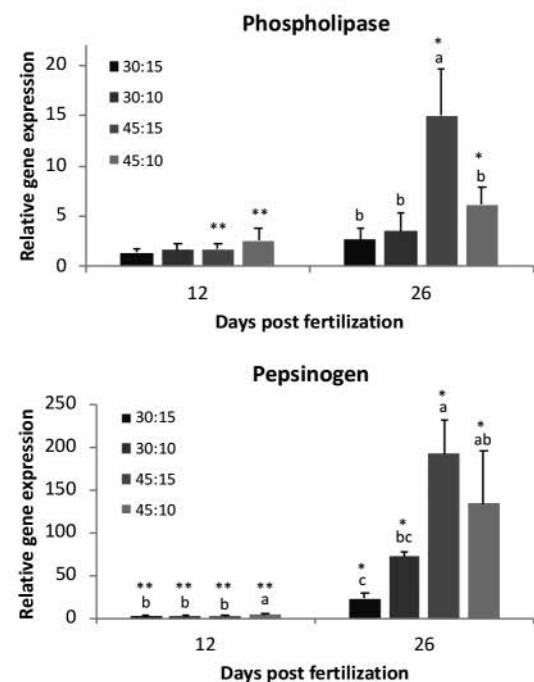 Phospholipase
Relative gene expression
20
15
10
5
0
30:15
30:10
45:15
45:10
**
**
b
b
*
a
*
b
12
26
Days post fertilization
Pepsinogen
Relative gene expression
250
200
150
100
50
0
30:15
30:10
45:15
45:10
** ** ** **
b b b a
*
c
*
bc
*
a
*
ab
12
26
Days post fertilization